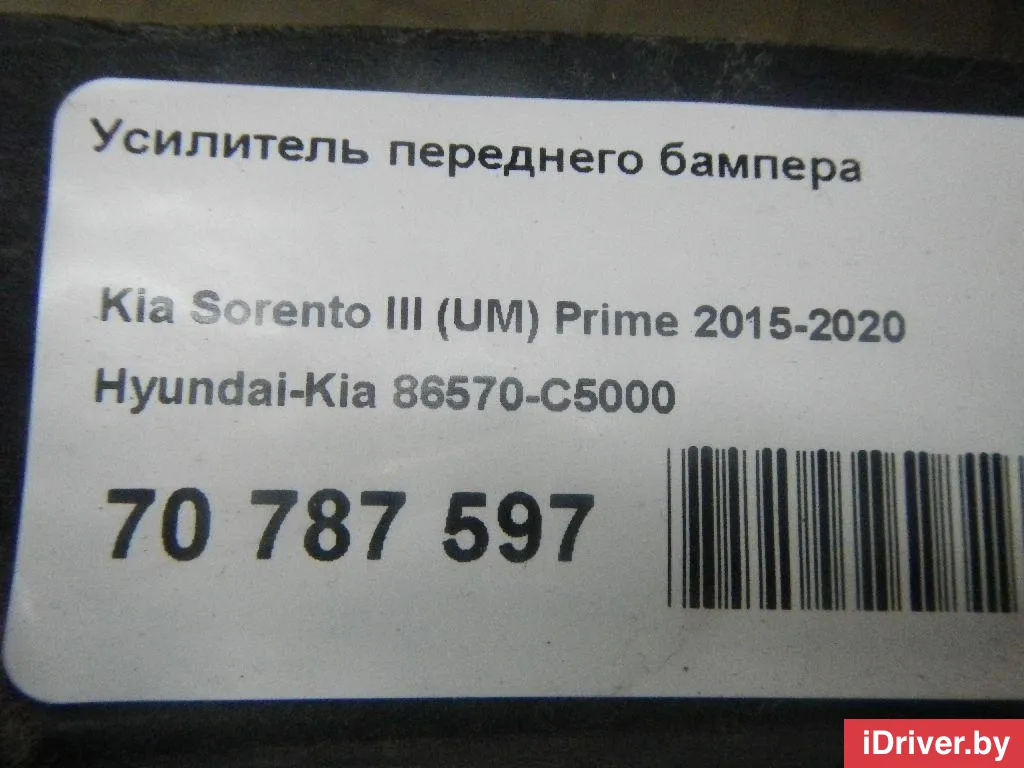 Усилитель переднего бампера
Kia Sorento III (UM) Prime 2015-2020
Hyundai-Kia 86570-C5000
70 787 597
iDriver.by